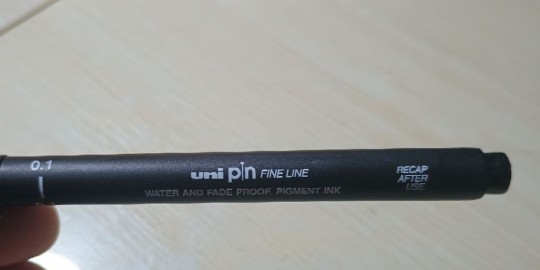 0.1
uni pin FINE LINE
WATER AND FADE PROOF, PIGMENT INK
RECAP
AFTER
USE